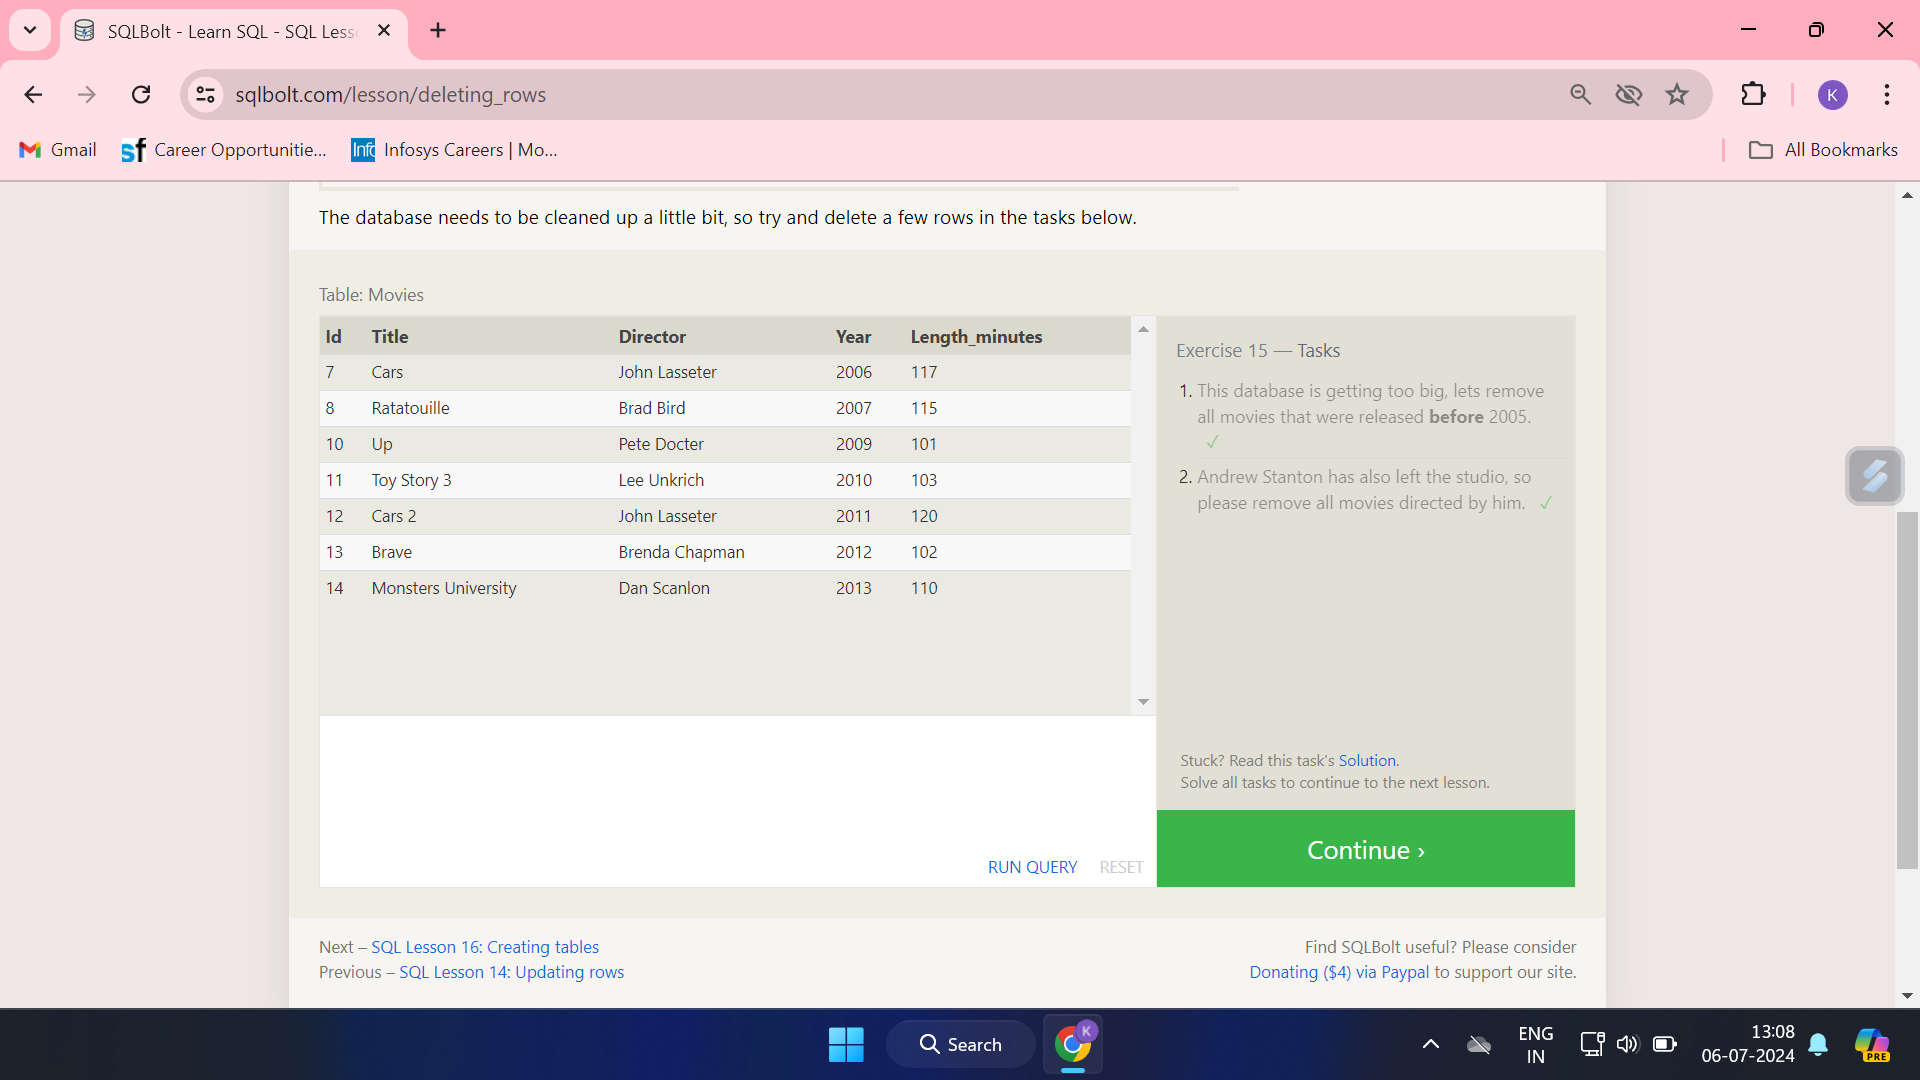 SQLBolt - Learn SQL - SQL Less
sqlbolt.com/lesson/deleting_rows
K
Gmail
Career Opportunitie...
Infosys Careers | Mo...
All Bookmarks
The database needs to be cleaned up a little bit, so try and delete a few rows in the tasks below.
Table: Movies
Id Title Director Year Length_minutes
7 Cars John Lasseter 2006 117
8 Ratatouille Brad Bird 2007 115
10 Up Pete Docter 2009 101
11 Toy Story 3 Lee Unkrich 2010 103
12 Cars 2 John Lasseter 2011 120
13 Brave Brenda Chapman 2012 102
14 Monsters University Dan Scanlon 2013 110
RUN QUERY RESET
Exercise 15 — Tasks
1. This database is getting too big, lets remove
all movies that were released before 2005.
✓
2. Andrew Stanton has also left the studio, so
please remove all movies directed by him. ✓
Stuck? Read this task's Solution.
Solve all tasks to continue to the next lesson.
Continue ›
Next – SQL Lesson 16: Creating tables
Previous – SQL Lesson 14: Updating rows
Find SQLBolt useful? Please consider
Donating ($4) via Paypal to support our site.
Search
K
ENG
IN
13:08
06-07-2024
PRE